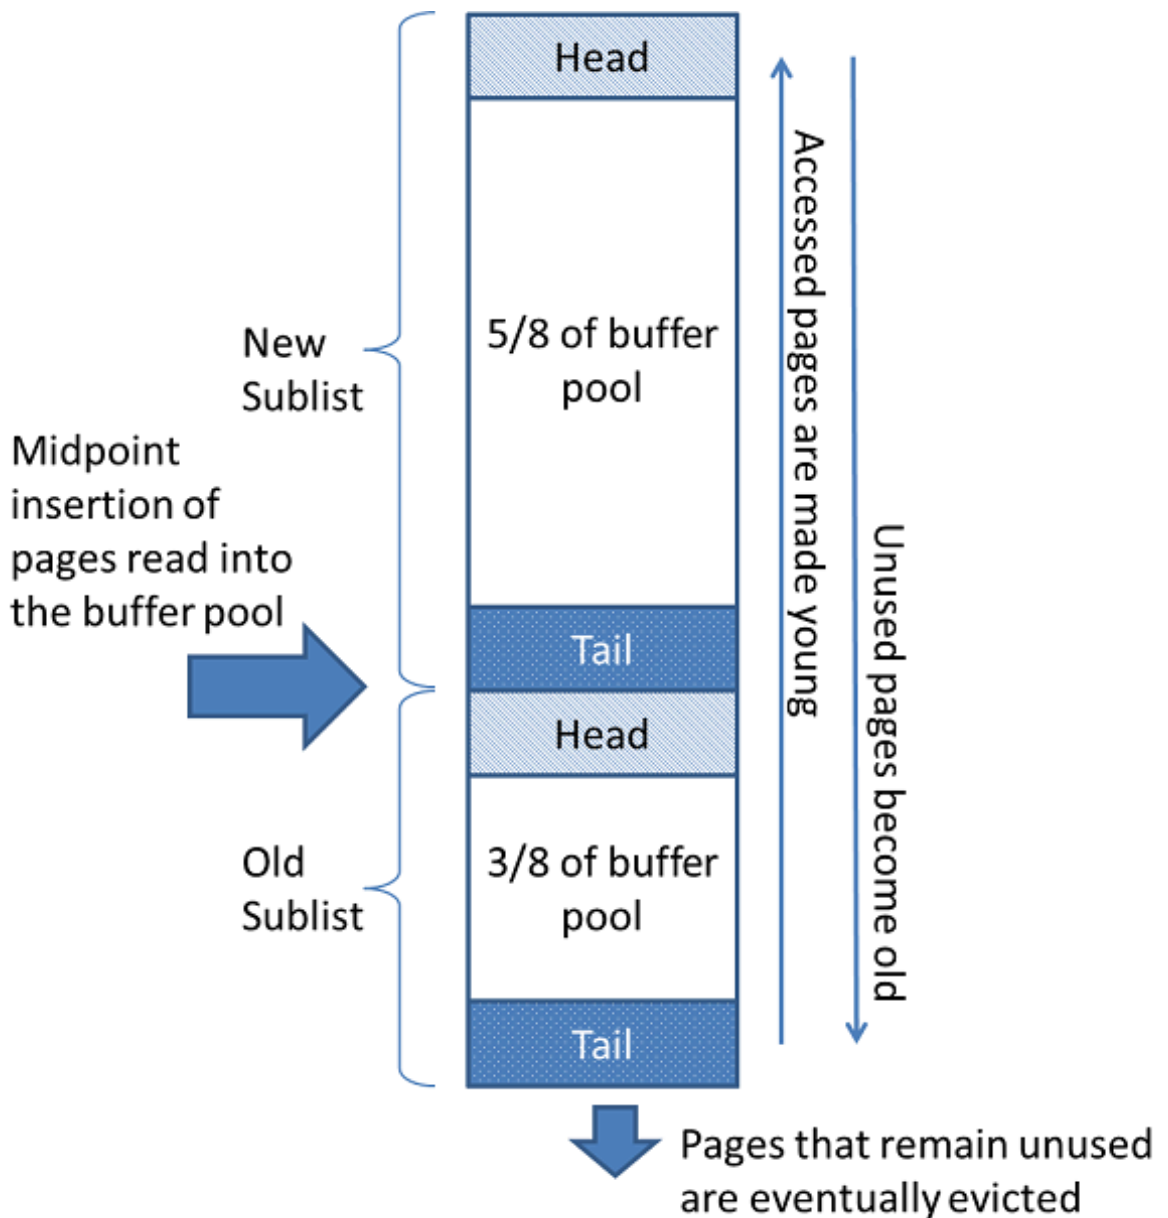 Head
5/8 of buffer
pool
New
Sublist
Midpoint
insertion of
pages read into
the buffer pool
Tail
Head
Old
Sublist
3/8 of buffer
pool
Tail
Accessed pages are made young
Unused pages become old
Pages that remain unused
are eventually evicted